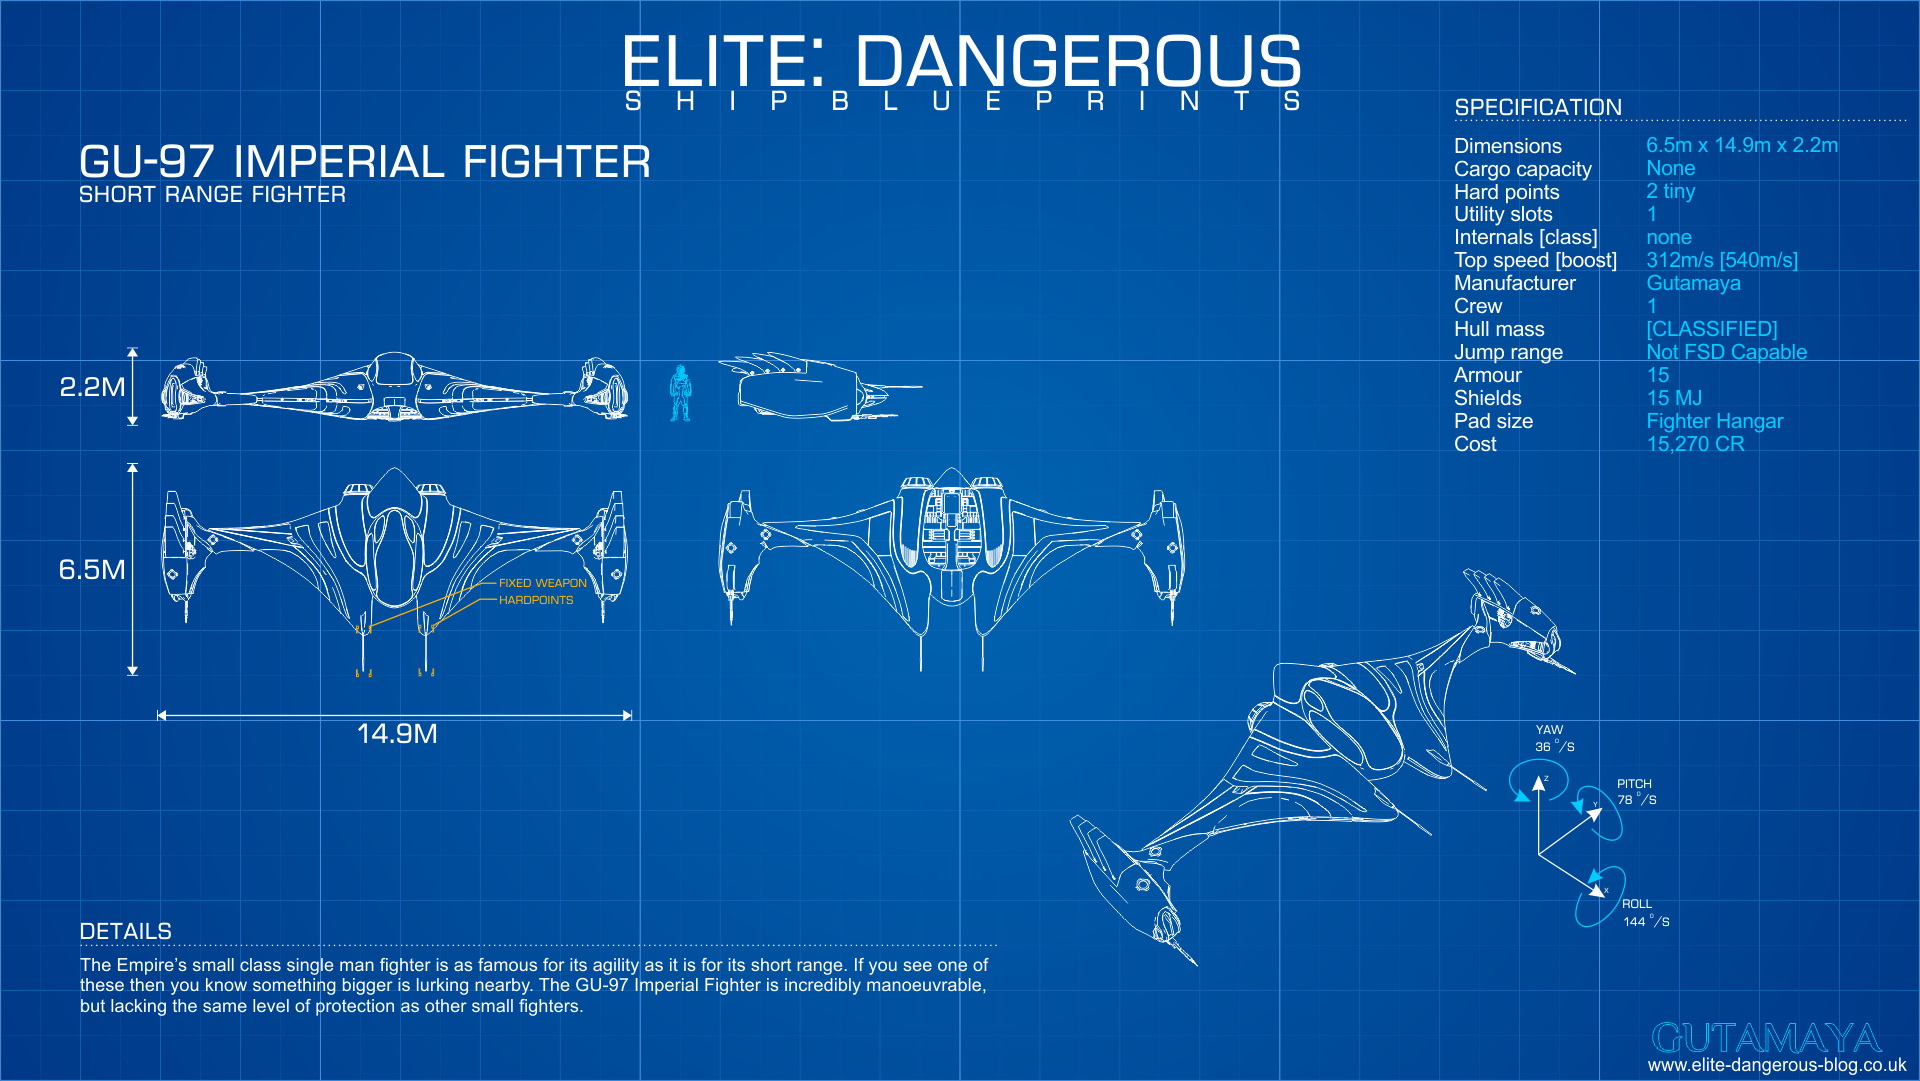 ELITE: DANGEROUS
SHIP BLUEPRINTS
GU-97 IMPERIAL FIGHTER
SHORT RANGE FIGHTER
SPECIFICATION
Dimensions 6.5m x 14.9m x 2.2m
Cargo capacity None
Hard points 2 tiny
Utility slots 1
Internals [class] none
Top speed [boost] 312m/s [540m/s]
Manufacturer Gutamaya
Crew 1
Hull mass [CLASSIFIED]
Jump range Not FSD Capable
Armour 15
Shields 15 MJ
Pad size Fighter Hangar
Cost 15,270 CR
2.2M
6.5M
FIXED WEAPON
HARDPOINTS
14.9M
YAW
36 °/S
Z
PITCH
78 °/S
Y
X
ROLL
144 °/S
DETAILS
The Empire's small class single man fighter is as famous for its agility as it is for its short range. If you see one of
these then you know something bigger is lurking nearby. The GU-97 Imperial Fighter is incredibly manoeuvrable,
but lacking the same level of protection as other small fighters.
GUTAMAYA
www.elite-dangerous-blog.co.uk